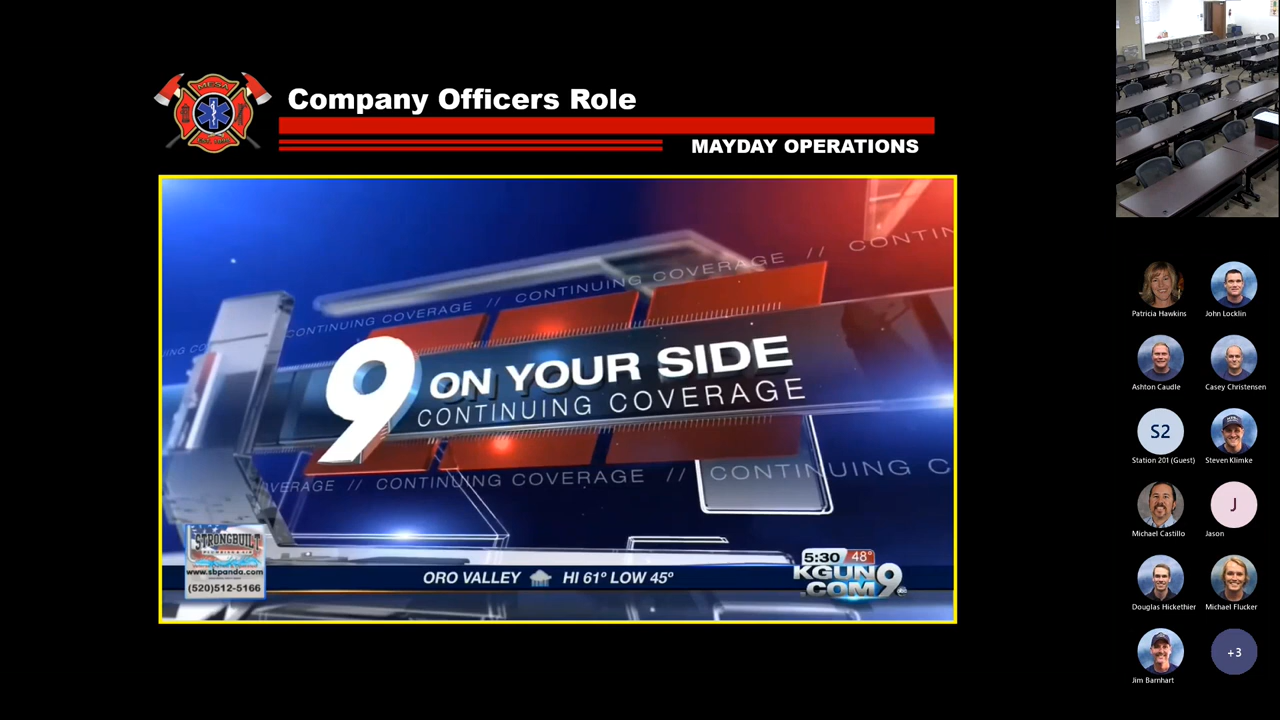 Company Officers Role
MAYDAY OPERATIONS
MESA
CONTINUING COVERAGE // CONTINUING COVERAGE // CONTIN
9 ON YOUR SIDE
CONTINUING COVERAGE
VERAGE // CONTINUING COVERAGE // CONTINUING C
STRONGBUILT
www.sbpanda.com
(520)512-5166
ORO VALLEY HI 61° LOW 45°
5:30 48°
KGUN9
.COM
Patricia Hawkins
John Locklin
Ashton Caudle
Casey Christensen
S2
Station 201 (Guest)
Steven Klimke
Michael Castillo
J
Jason
Douglas Hickethier
Michael Flucker
Jim Barnhart
+3